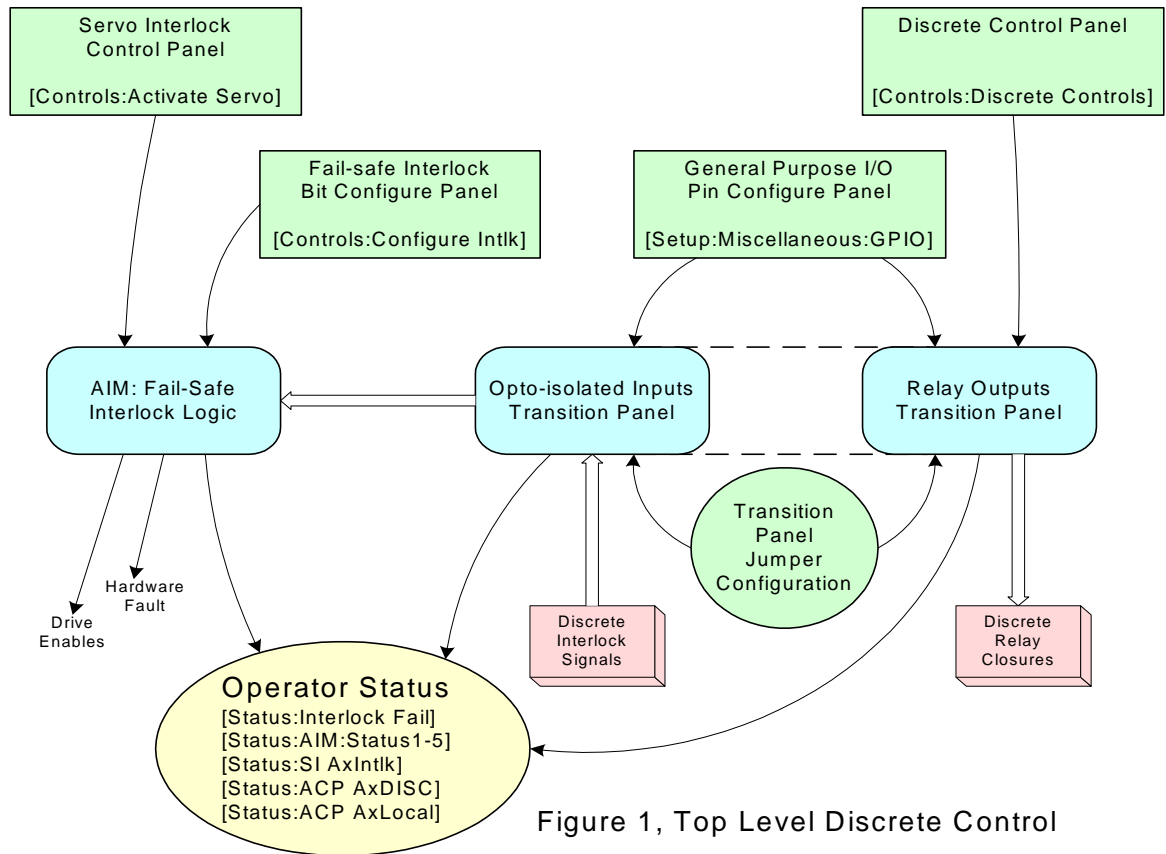 Servo Interlock
Control Panel
[Controls:Activate Servo]
Discrete Control Panel
[Controls:Discrete Controls]
Fail-safe Interlock
Bit Configure Panel
[Controls:Configure Intlk]
General Purpose I/O
Pin Configure Panel
[Setup:Miscellaneous:GPIO]
AIM: Fail-Safe
Interlock Logic
Opto-isolated Inputs
Transition Panel
Relay Outputs
Transition Panel
Transition
Panel
Jumper
Configuration
Hardware
Fault
Drive
Enables
Discrete
Interlock
Signals
Discrete
Relay
Closures
Operator Status
[Status:Interlock Fail]
[Status:AIM:Status1-5]
[Status:SI AxIntlk]
[Status:ACP AxDISC]
[Status:ACP AxLocal]
Figure 1, Top Level Discrete Control